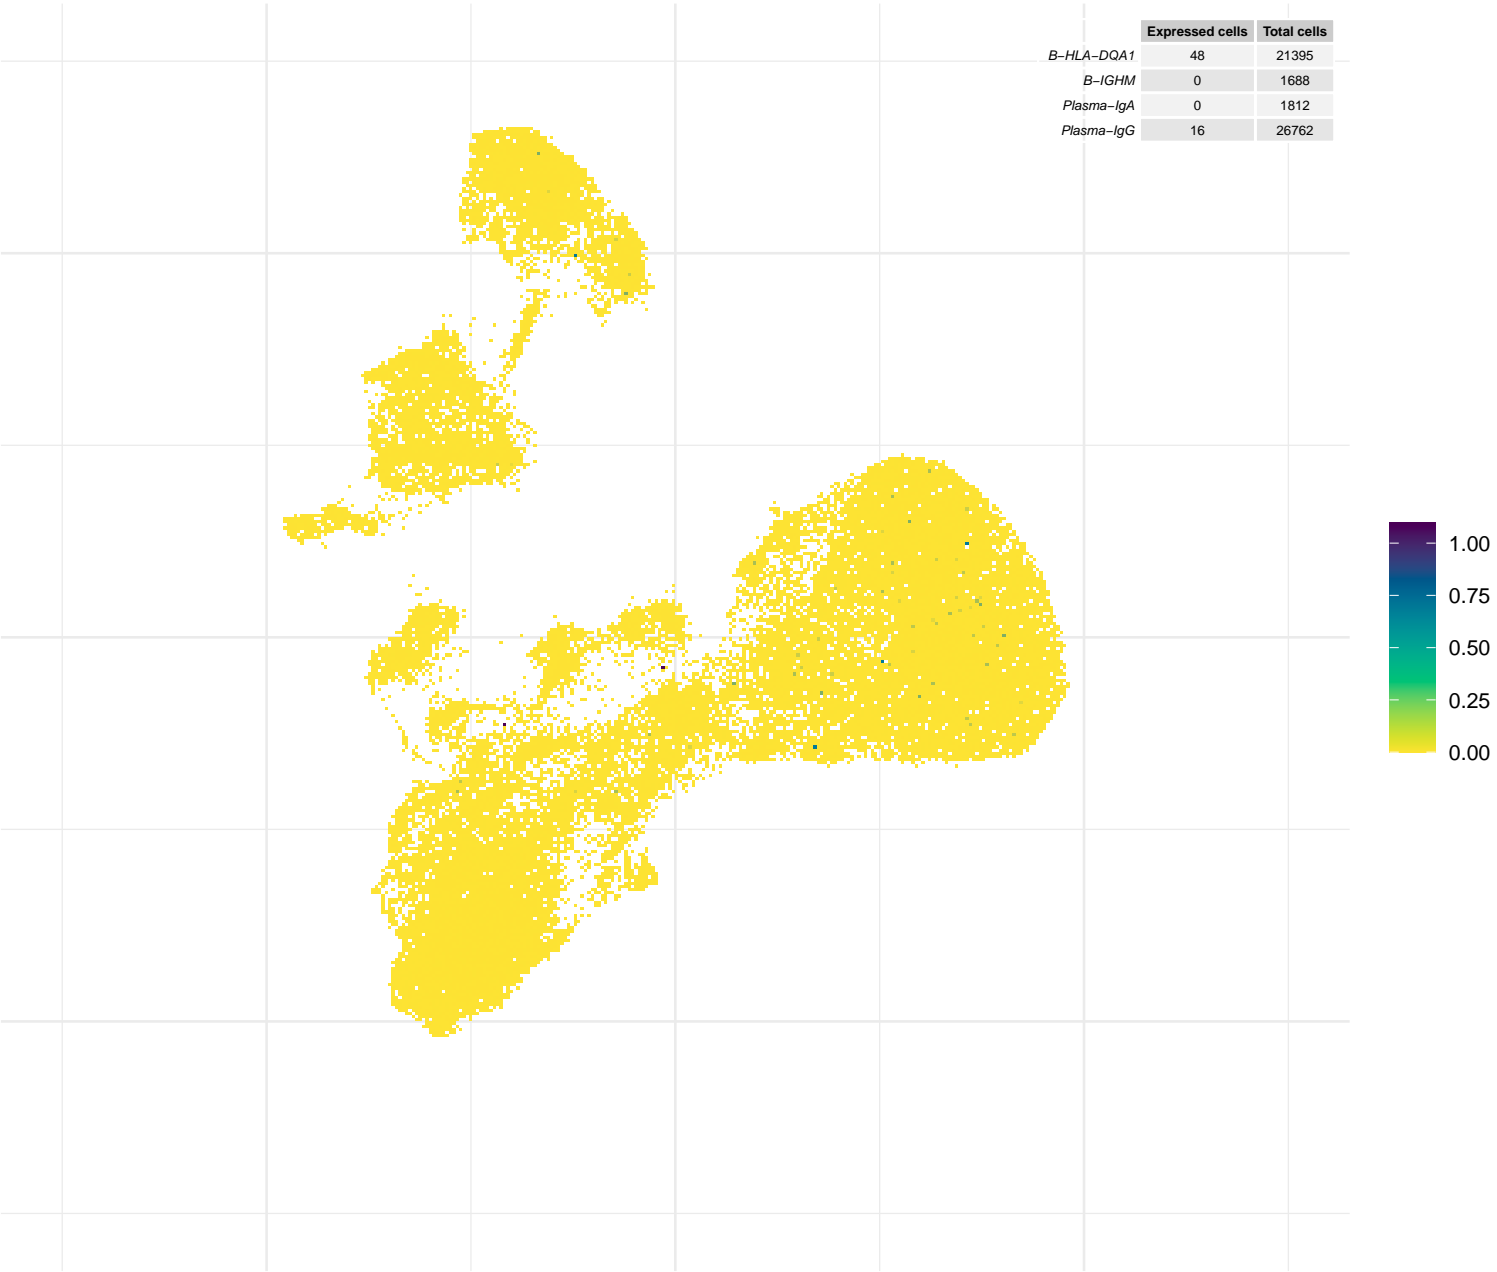 Expressed cells Total cells
B−HLA−DQA1 48 21395
B−IGHM 0 1688
Plasma−IgA 0 1812
Plasma−IgG 16 26762
1.00
0.75
0.50
0.25
0.00